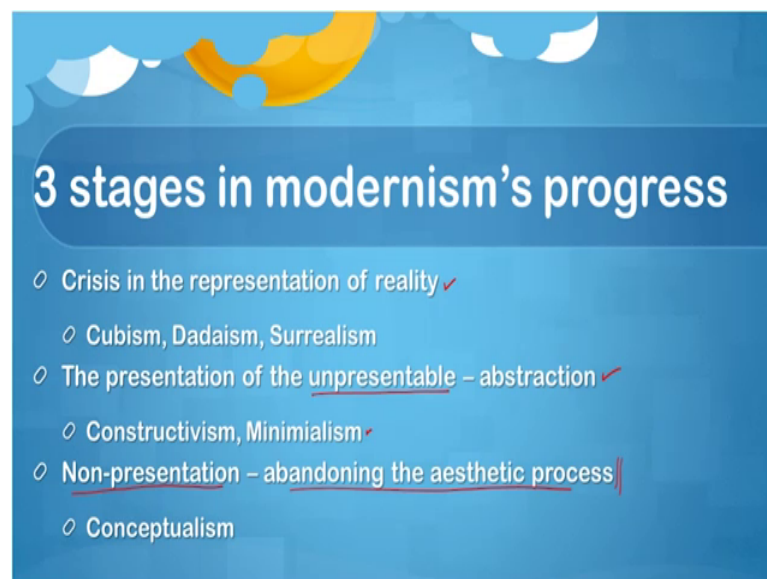 3 stages in modernism's progress
Crisis in the representation of reality
Cubism, Dadaism, Surrealism
The presentation of the unpresentable – abstraction
Constructivism, Minimialism
Non-presentation – abandoning the aesthetic process
Conceptualism